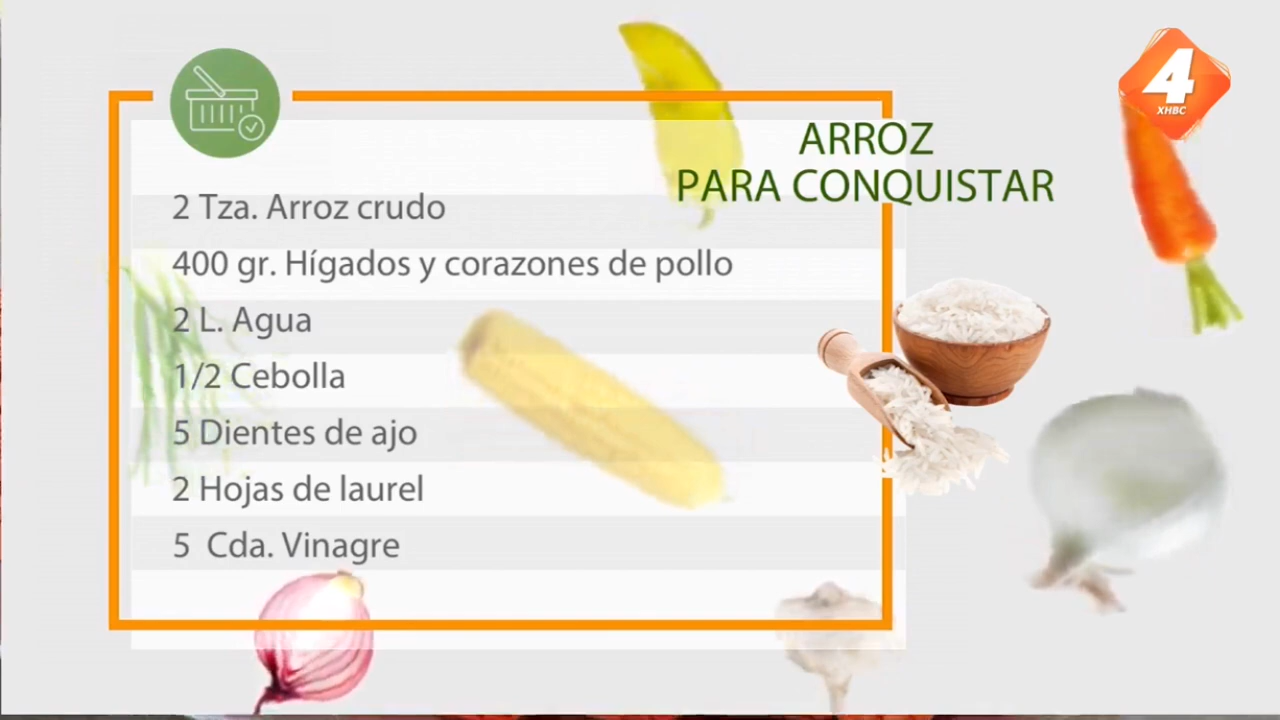 4
XHBC
ARROZ
PARA CONQUISTAR
2 Tza. Arroz crudo
400 gr. Hígados y corazones de pollo
2 L. Agua
1/2 Cebolla
5 Dientes de ajo
2 Hojas de laurel
5 Cda. Vinagre